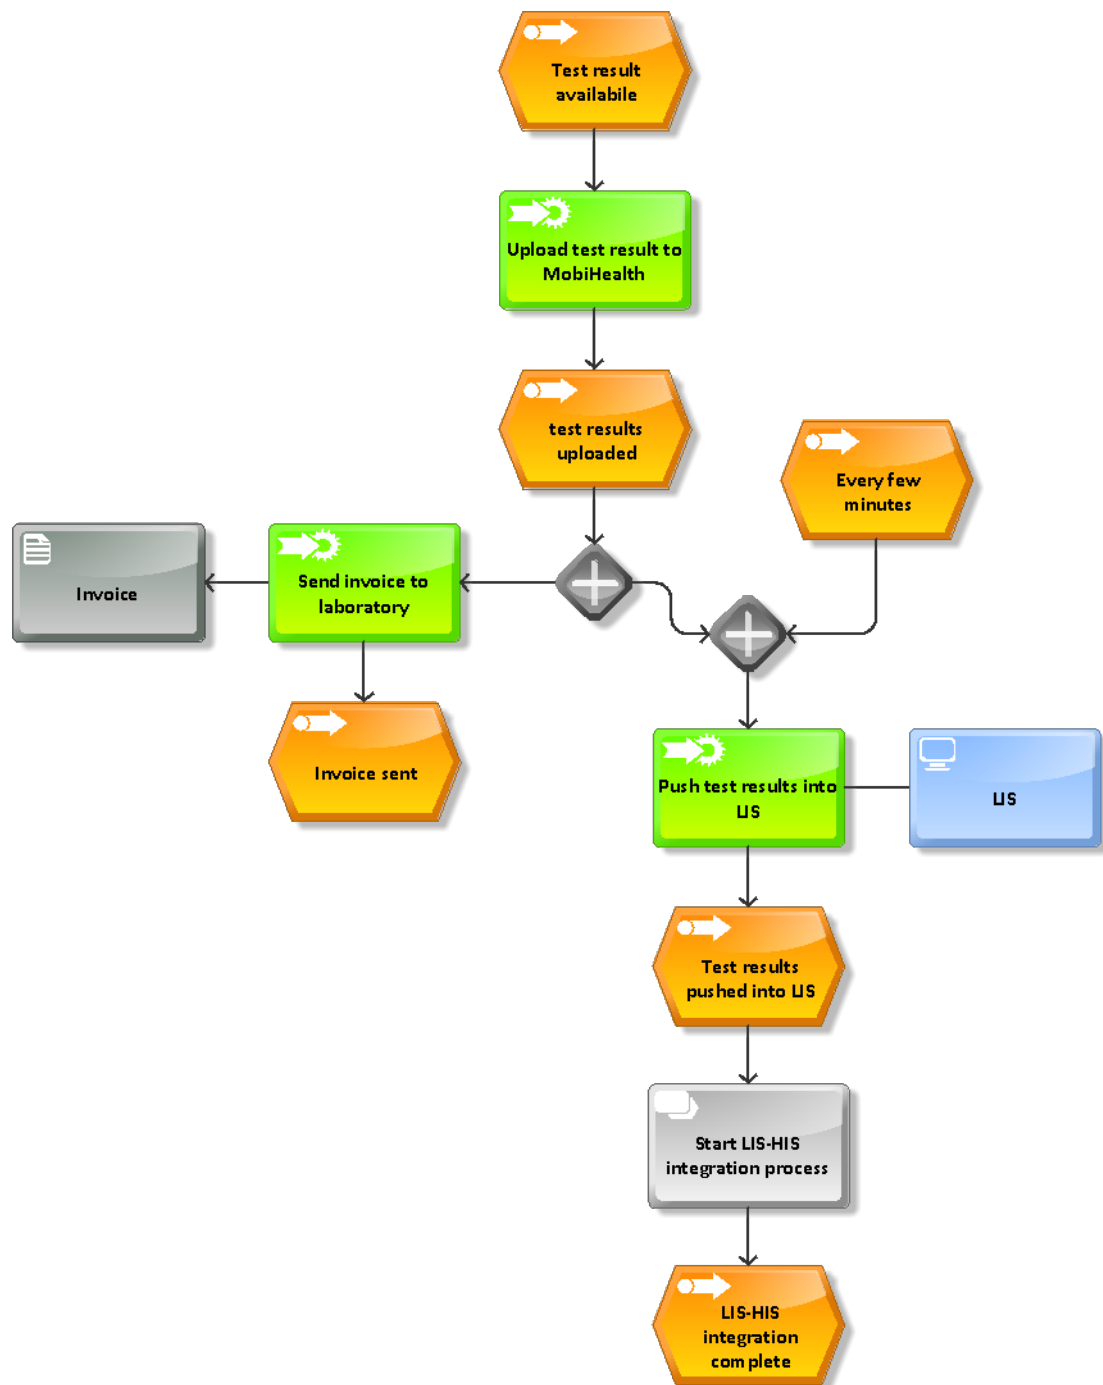 Test result
availabile
Upload test result to
MobiHealth
test results
uploaded
Every few
minutes
Invoice
Send invoice to
laboratory
Invoice sent
Push test results into
LIS
LIS
Test results
pushed into LIS
Start LIS-HIS
integration process
LIS-HIS
integration
complete